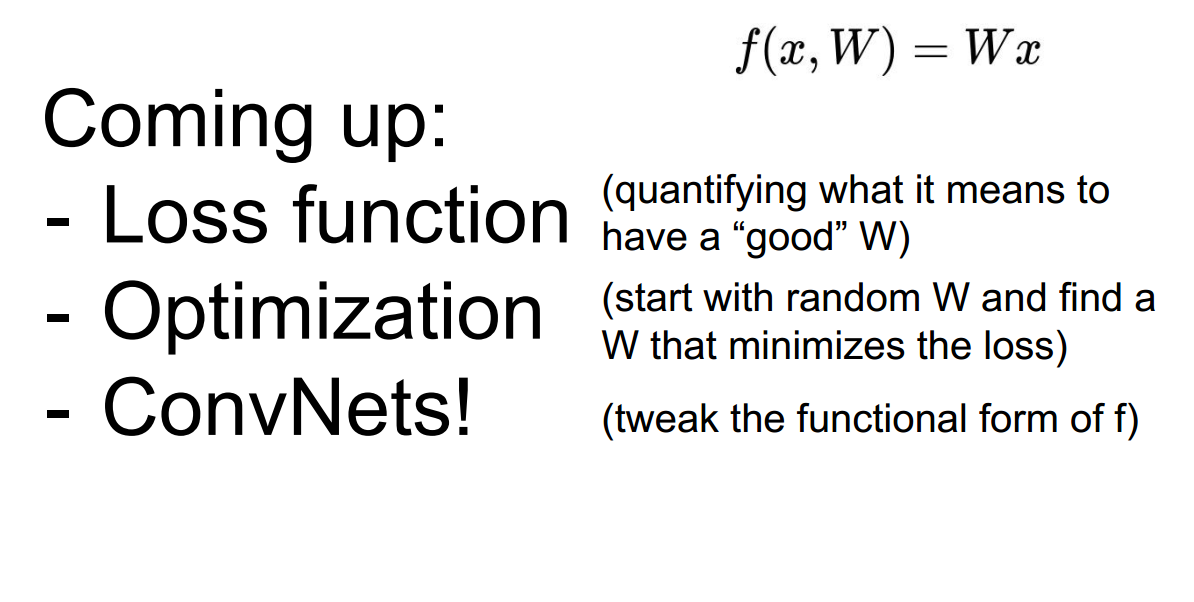 f(x, W) = Wx
Coming up:
- Loss function
(quantifying what it means to
have a “good” W)
- Optimization
(start with random W and find a
W that minimizes the loss)
- ConvNets!
(tweak the functional form of f)